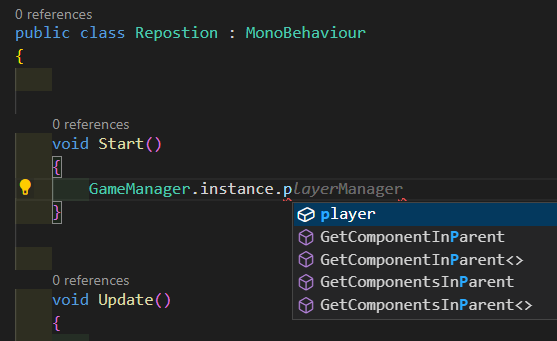 0 references
public class Repostion : MonoBehaviour
{
0 references
void Start()
{
GameManager.instance.playerManager
}
player
GetComponentInParent
GetComponentInParent<>
GetComponentsInParent
GetComponentsInParent<>
0 references
void Update()
{